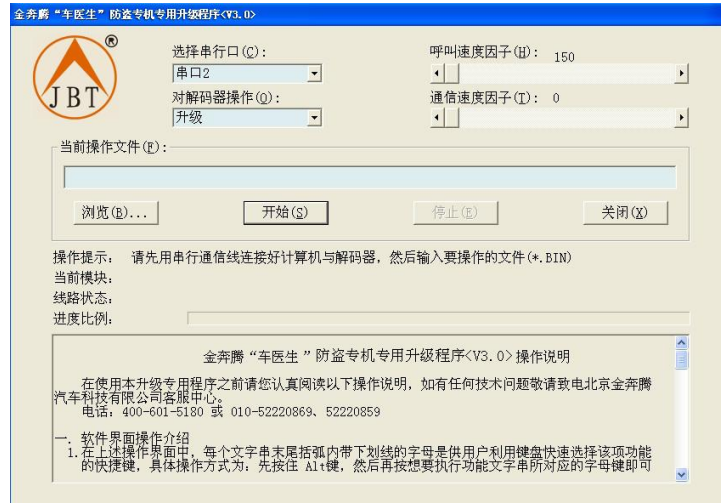 金奔腾“车医生”防盗专机专用升级程序<V3.0>
JBT
®
选择串行口(C):
串口2
呼叫速度因子(H): 150
对解码器操作(O):
升级
通信速度因子(T): 0
当前操作文件(F):
浏览(B)...
开始(S)
停止(E)
关闭(X)
操作提示: 请先用串行通信线连接好计算机与解码器，然后输入要操作的文件(*.BIN)
当前模块:
线路状态:
进度比例:
金奔腾“车医生”防盗专机专用升级程序<V3.0>操作说明
在使用本升级专用程序之前请您认真阅读以下操作说明，如有任何技术问题敬请致电北京金奔腾
汽车科技有限公司客服中心。
电话，400-601-5180 或 010-52220869、52220859
一．软件界面操作介绍
1.在上述操作界面中，每个文字串末尾括弧内带下划线的字母是供用户利用键盘快速选择该项功能
的快捷键，具体操作方式为：先按住 Alt键，然后再按想要执行功能文字串所对应的字母键即可